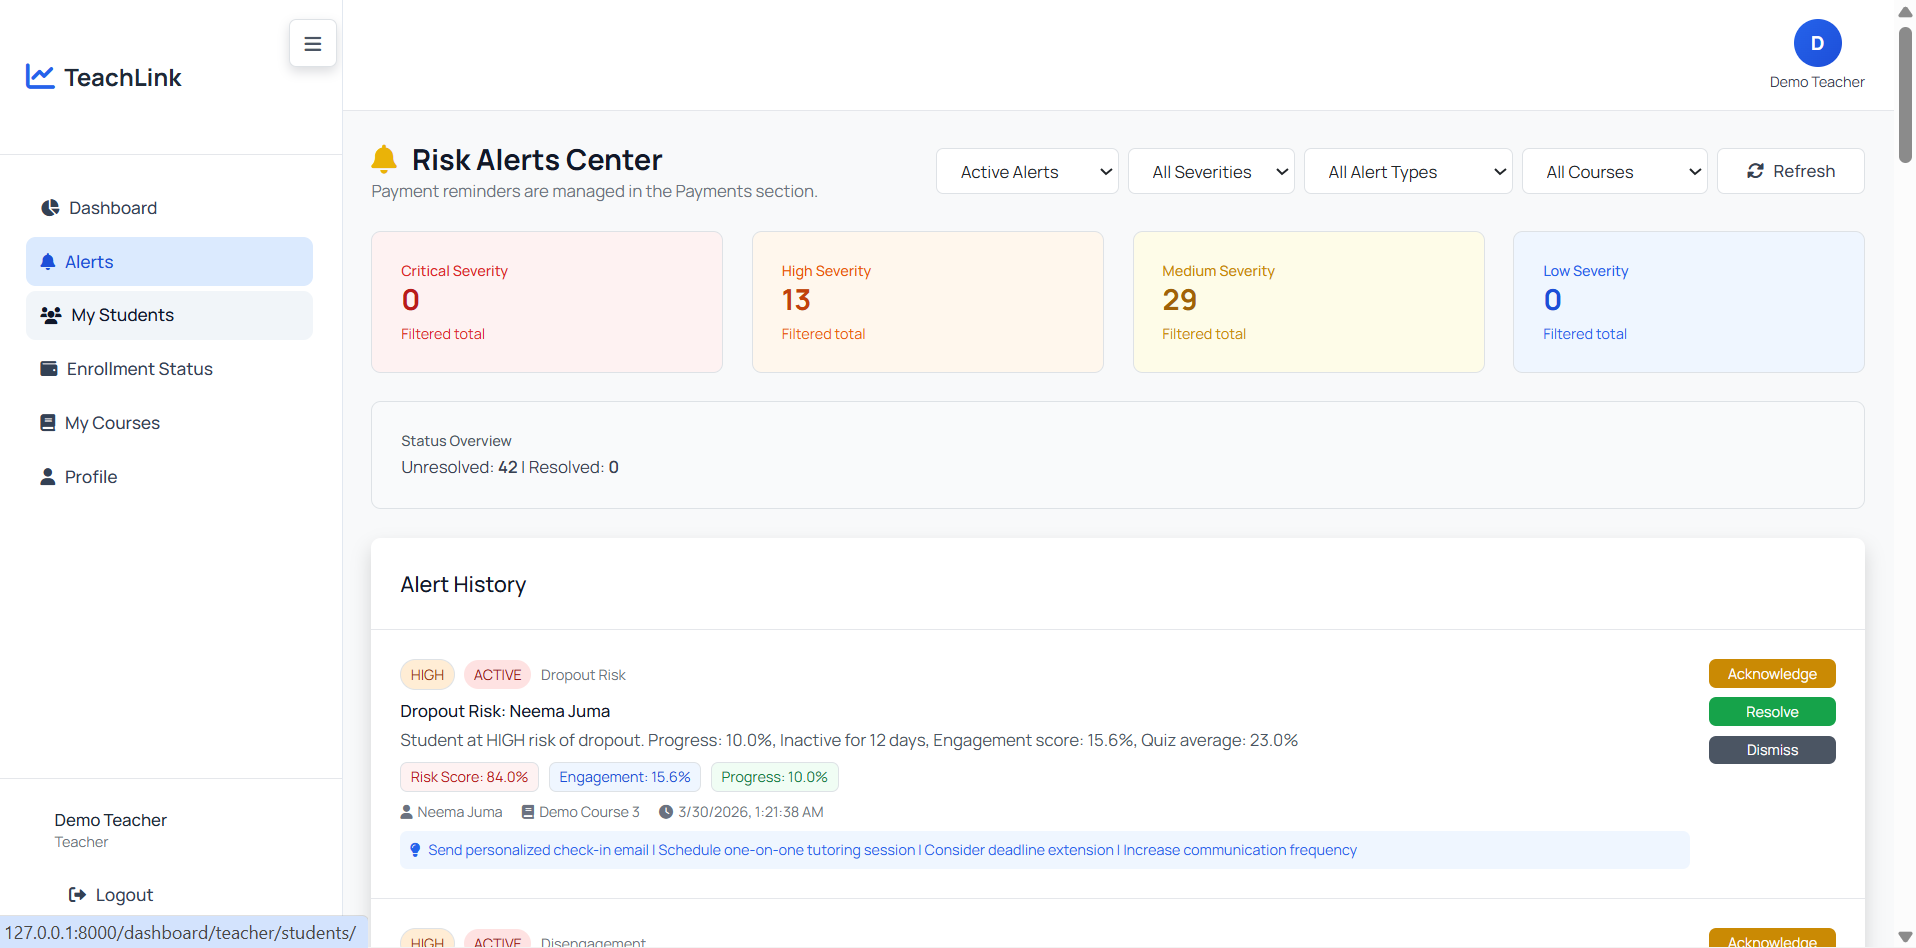 TeachLink
D
Demo Teacher
Dashboard
Alerts
My Students
Enrollment Status
My Courses
Profile
Demo Teacher
Teacher
Logout
127.0.0.1:8000/dashboard/teacher/students/
Risk Alerts Center
Payment reminders are managed in the Payments section.
Active Alerts
All Severities
All Alert Types
All Courses
Refresh
Critical Severity
0
Filtered total
High Severity
13
Filtered total
Medium Severity
29
Filtered total
Low Severity
0
Filtered total
Status Overview
Unresolved: 42 | Resolved: 0
Alert History
HIGH ACTIVE Dropout Risk
Dropout Risk: Neema Juma
Student at HIGH risk of dropout. Progress: 10.0%, Inactive for 12 days, Engagement score: 15.6%, Quiz average: 23.0%
Risk Score: 84.0% Engagement: 15.6% Progress: 10.0%
Neema Juma Demo Course 3 3/30/2026, 1:21:38 AM
Send personalized check-in email | Schedule one-on-one tutoring session | Consider deadline extension | Increase communication frequency
Acknowledge
Resolve
Dismiss
HIGH ACTIVE Disengagement
Acknowledge